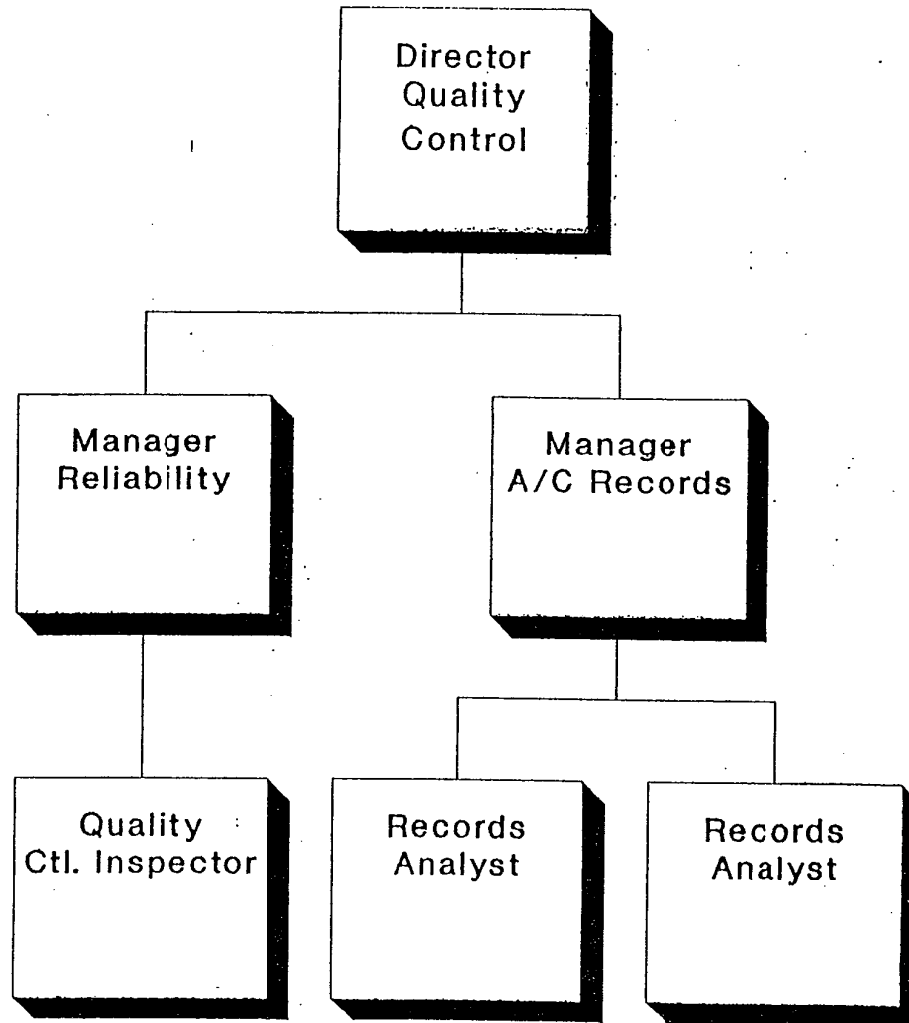 Director
Quality
Control
Manager
Reliability
Manager
A/C Records
Quality
Ctl. Inspector
Records
Analyst
Records
Analyst